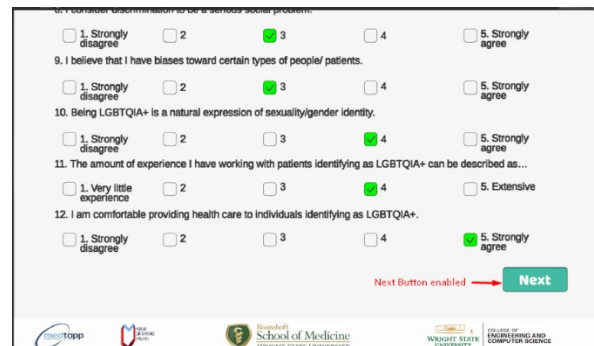 8. I consider discrimination to be a serious social problem.
1. Strongly disagree 2 3 4 5. Strongly agree
9. I believe that I have biases toward certain types of people/ patients.
1. Strongly disagree 2 3 4 5. Strongly agree
10. Being LGBTQIA+ is a natural expression of sexuality/gender identity.
1. Strongly disagree 2 3 4 5. Strongly agree
11. The amount of experience I have working with patients identifying as LGBTQIA+ can be described as...
1. Very little experience 2 3 4 5. Extensive
12. I am comfortable providing health care to individuals identifying as LGBTQIA+.
1. Strongly disagree 2 3 4 5. Strongly agree
Next Button enabled Next
medtopp
Boonshoft
School of Medicine
WRIGHT STATE
UNIVERSITY
COLLEGE OF
ENGINEERING AND
COMPUTER SCIENCE